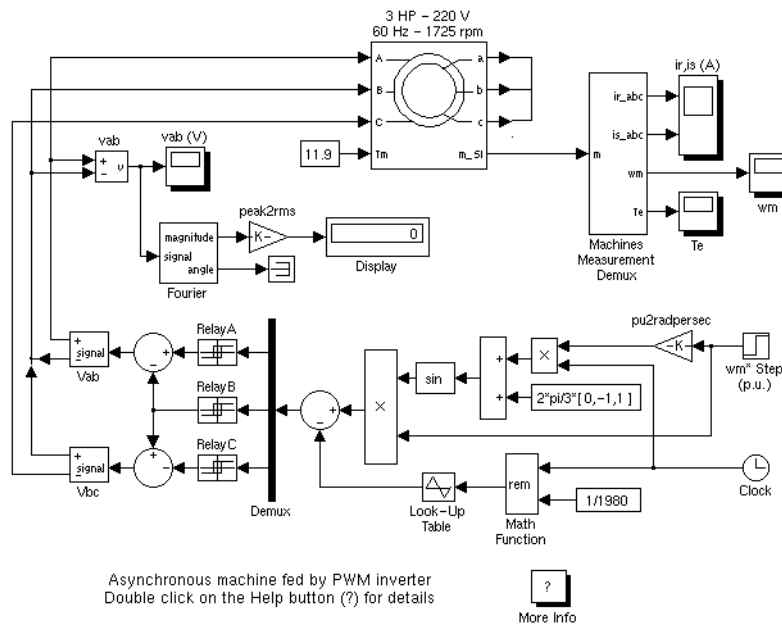 3 HP - 220 V
60 Hz - 1725 rpm
A
a
B
b
C
c
11.9
Tm
m_SI
ir,is (A)
ir_abc
is_abc
m
wm
wm
Te
Te
Machines
Measurement
Demux
vab
+
-
v
vab (V)
magnitude
signal
angle
Fourier
peak2rms
-K-
0
Display
+
signal
-
Vab
+
-
RelayA
RelayB
RelayC
+
signal
-
Vbc
+
-
Demux
-
+
×
sin
+
+
×
2*pi/3*[ 0,-1,1 ]
pu2radpersec
-K-
wm* Step
(p.u.)
Look-Up
Table
rem
Math
Function
1/1980
Clock
Asynchronous machine fed by PWM inverter
Double click on the Help button (?) for details
?
More Info